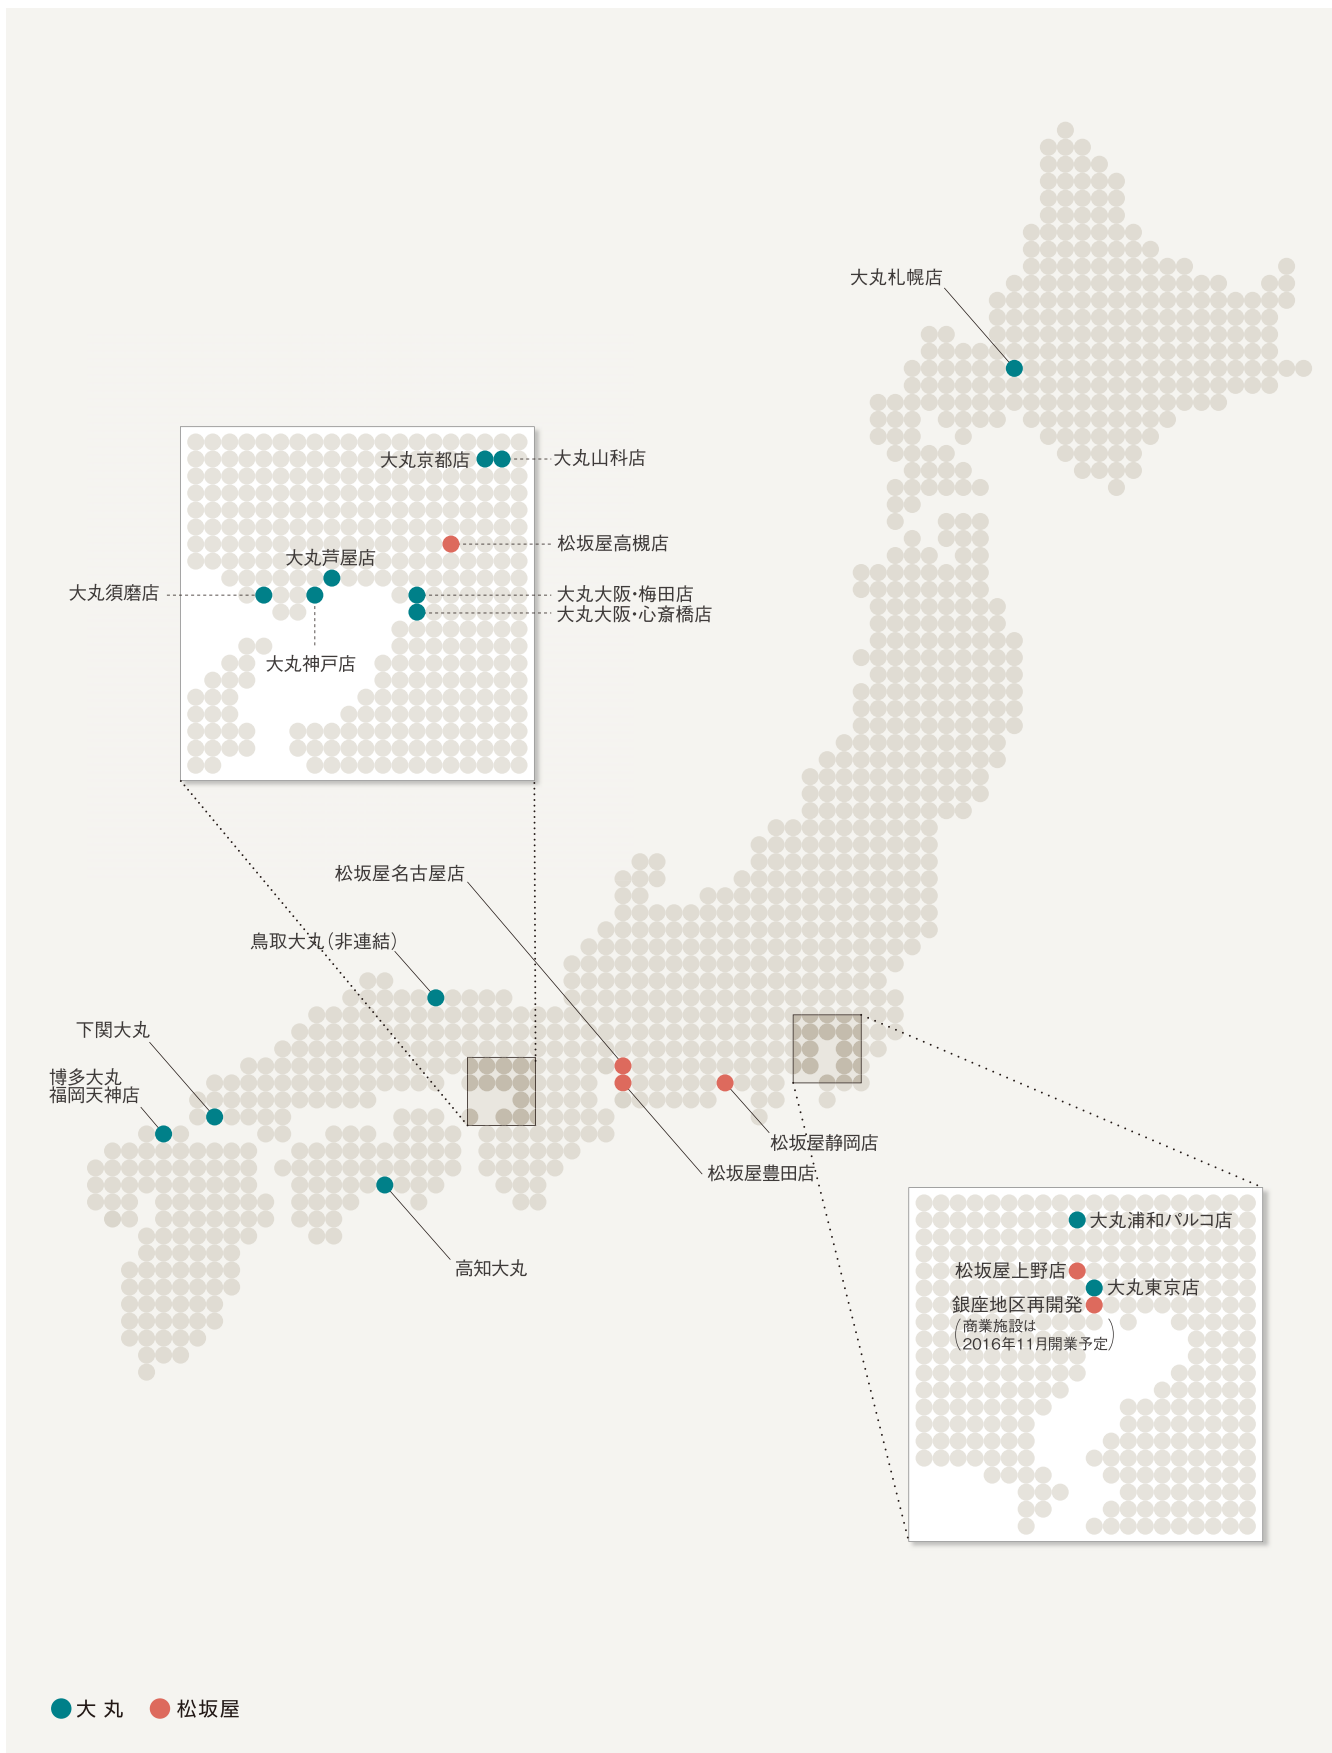 大丸札幌店
大丸京都店
大丸山科店
松坂屋高槻店
大丸芦屋店
大丸須磨店
大丸大阪・梅田店
大丸大阪・心斎橋店
大丸神戸店
松坂屋名古屋店
鳥取大丸（非連結）
下関大丸
博多大丸
福岡天神店
松坂屋静岡店
松坂屋豊田店
高知大丸
大丸浦和パルコ店
松坂屋上野店
大丸東京店
銀座地区再開発
（商業施設は
2016年11月開業予定）
大 丸
松坂屋